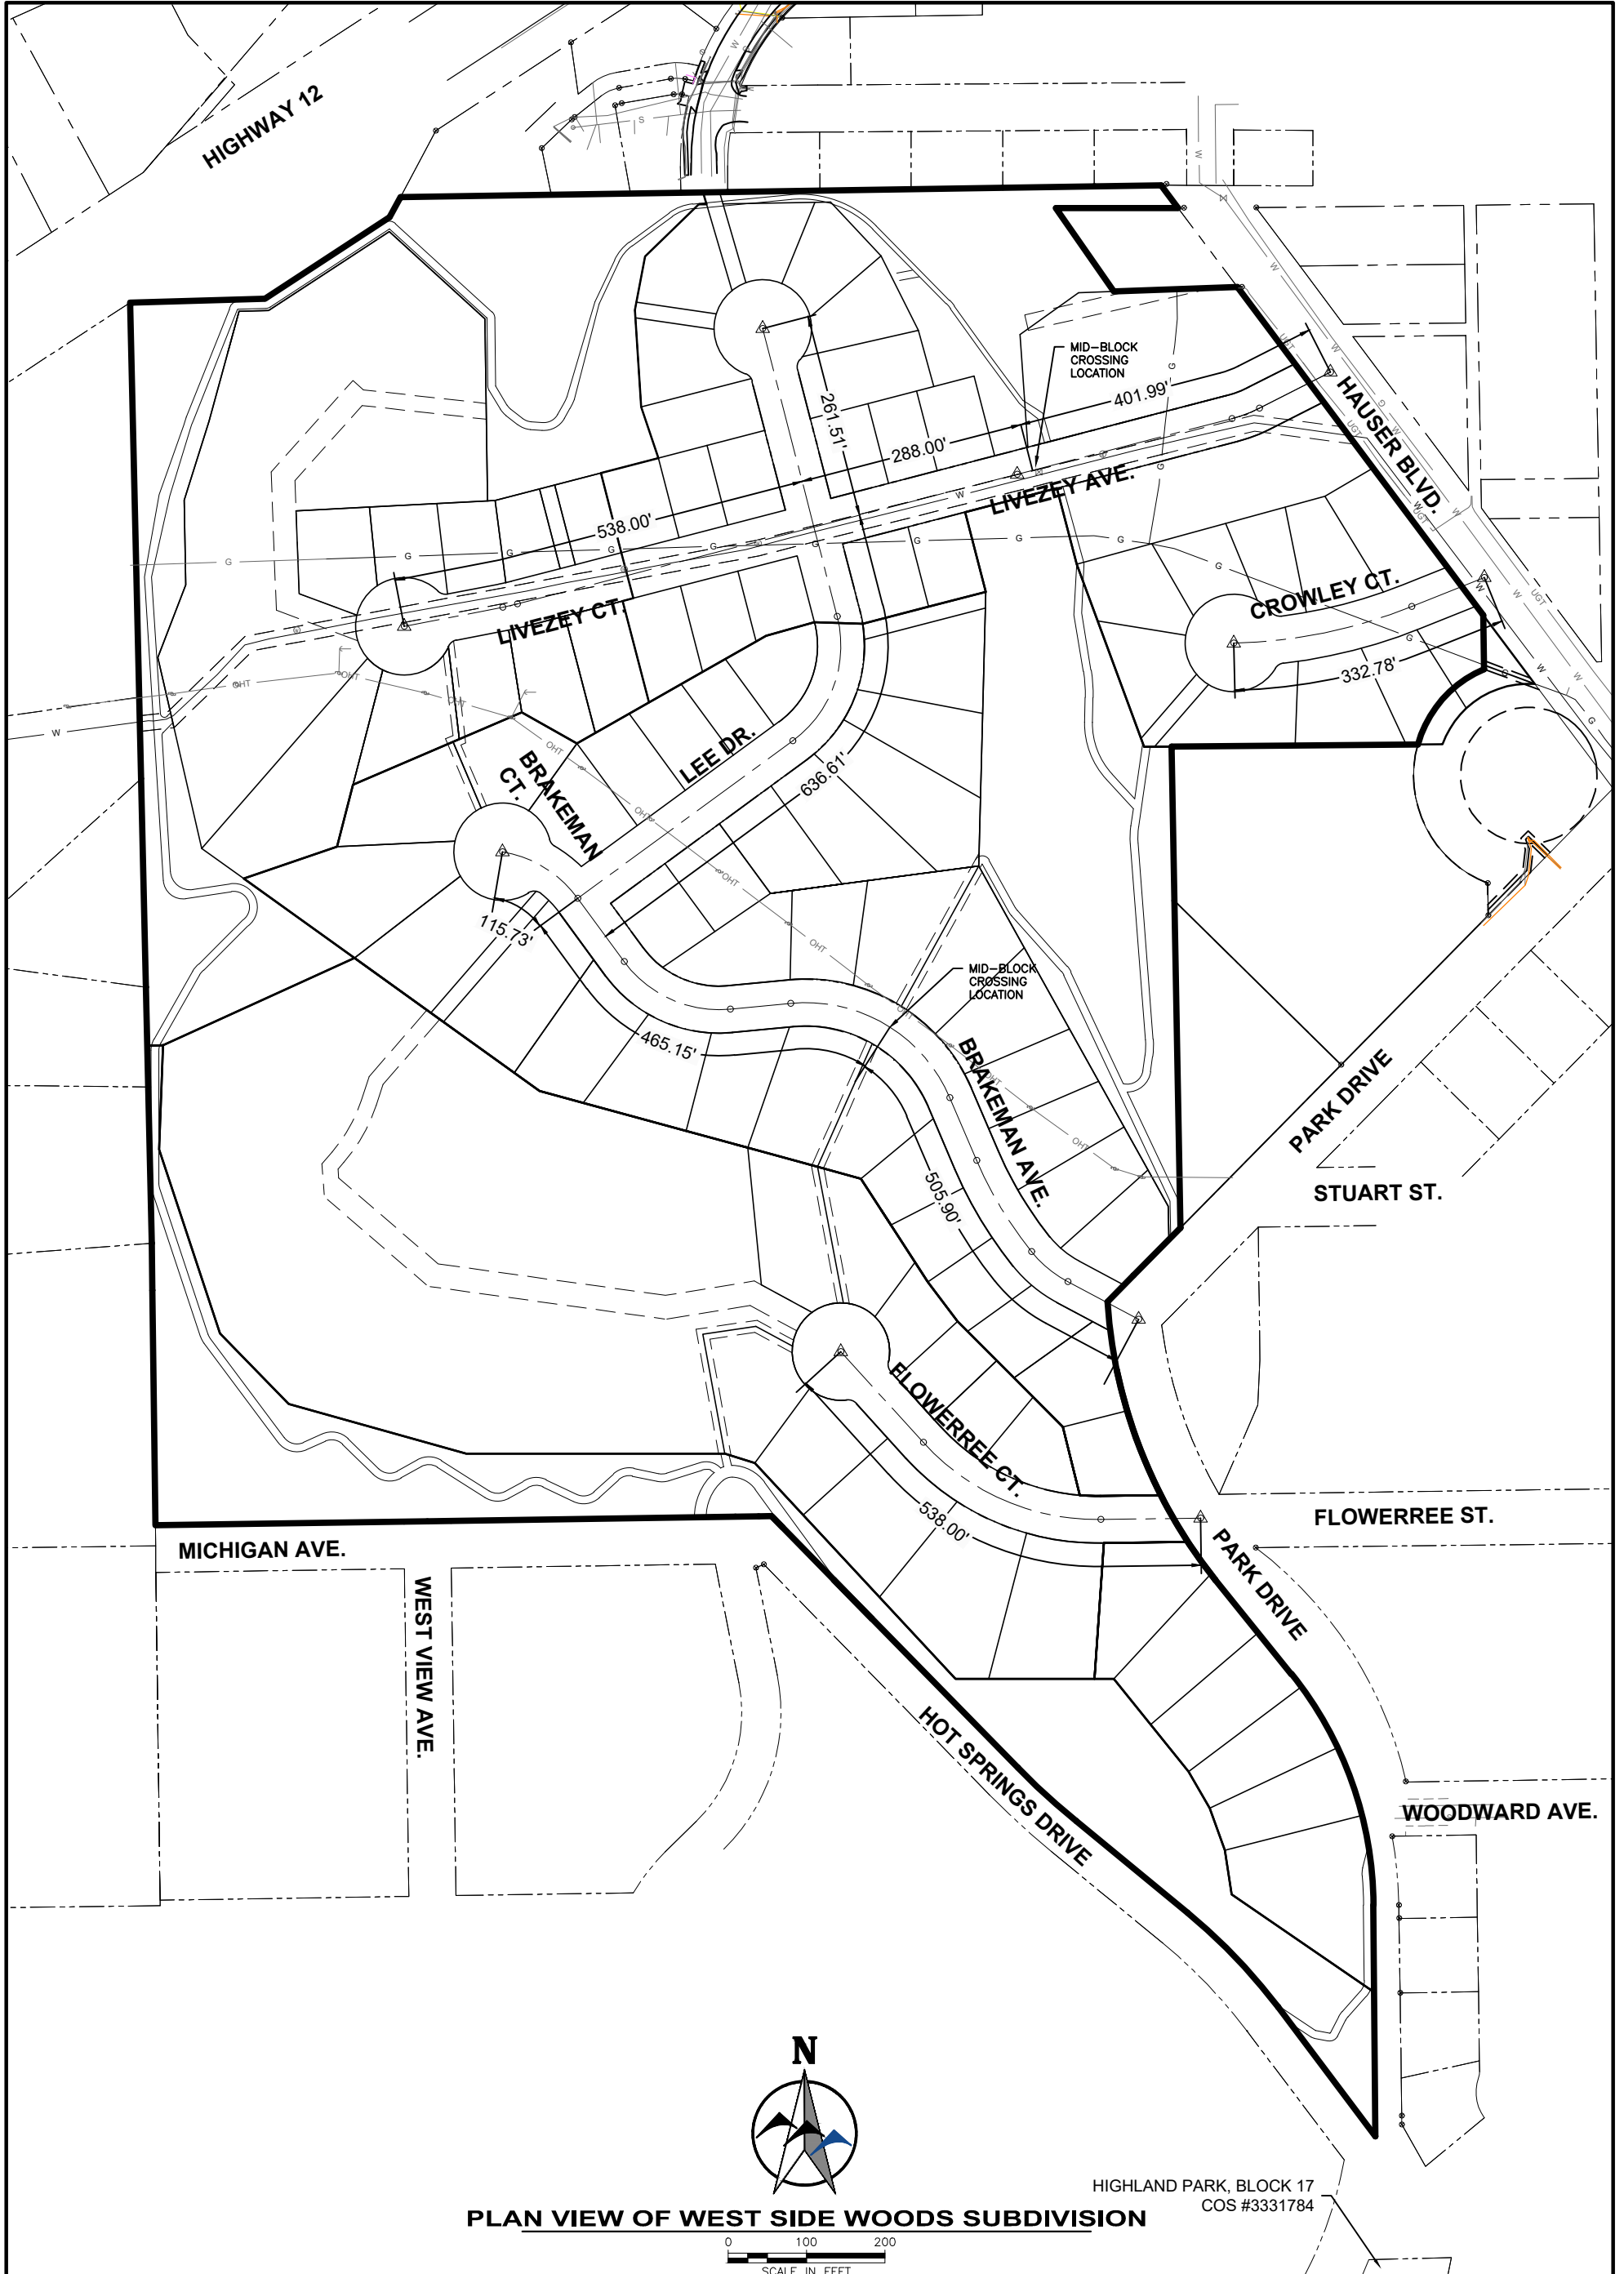 HIGHWAY 12
MID-BLOCK
CROSSING
LOCATION
401.99'
HAUSER BLVD.
261.51'
288.00'
LIVEZEY AVE.
538.00'
LIVEZEY CT.
CROWLEY CT.
332.78'
LEE DR.
BRAKEMAN
CT.
636.61'
115.73'
MID-BLOCK
CROSSING
LOCATION
465.15'
BRAKEMAN AVE.
PARK DRIVE
505.90'
STUART ST.
FLOWERREE CT.
538.00'
FLOWERREE ST.
PARK DRIVE
MICHIGAN AVE.
WEST VIEW AVE.
HOT SPRINGS DRIVE
WOODWARD AVE.
N
HIGHLAND PARK, BLOCK 17
COS #3331784
PLAN VIEW OF WEST SIDE WOODS SUBDIVISION
0 100 200
SCALE IN FEET